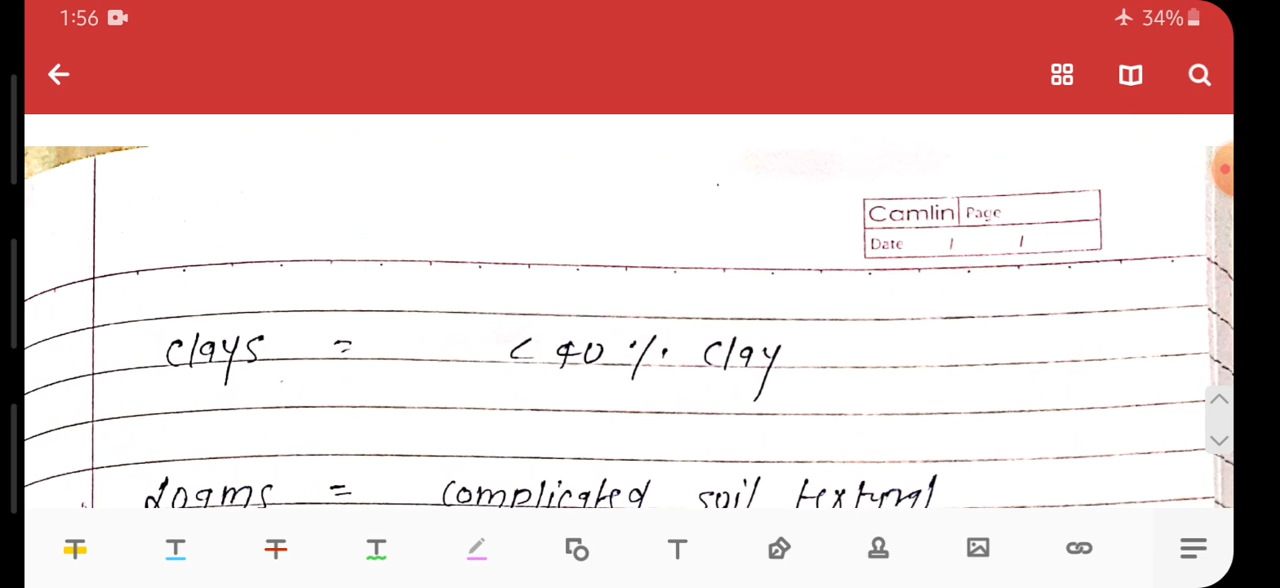 1:56 34%
Camlin Page
Date / /
clays = < 40 % clay
Loams = complicated soil textural